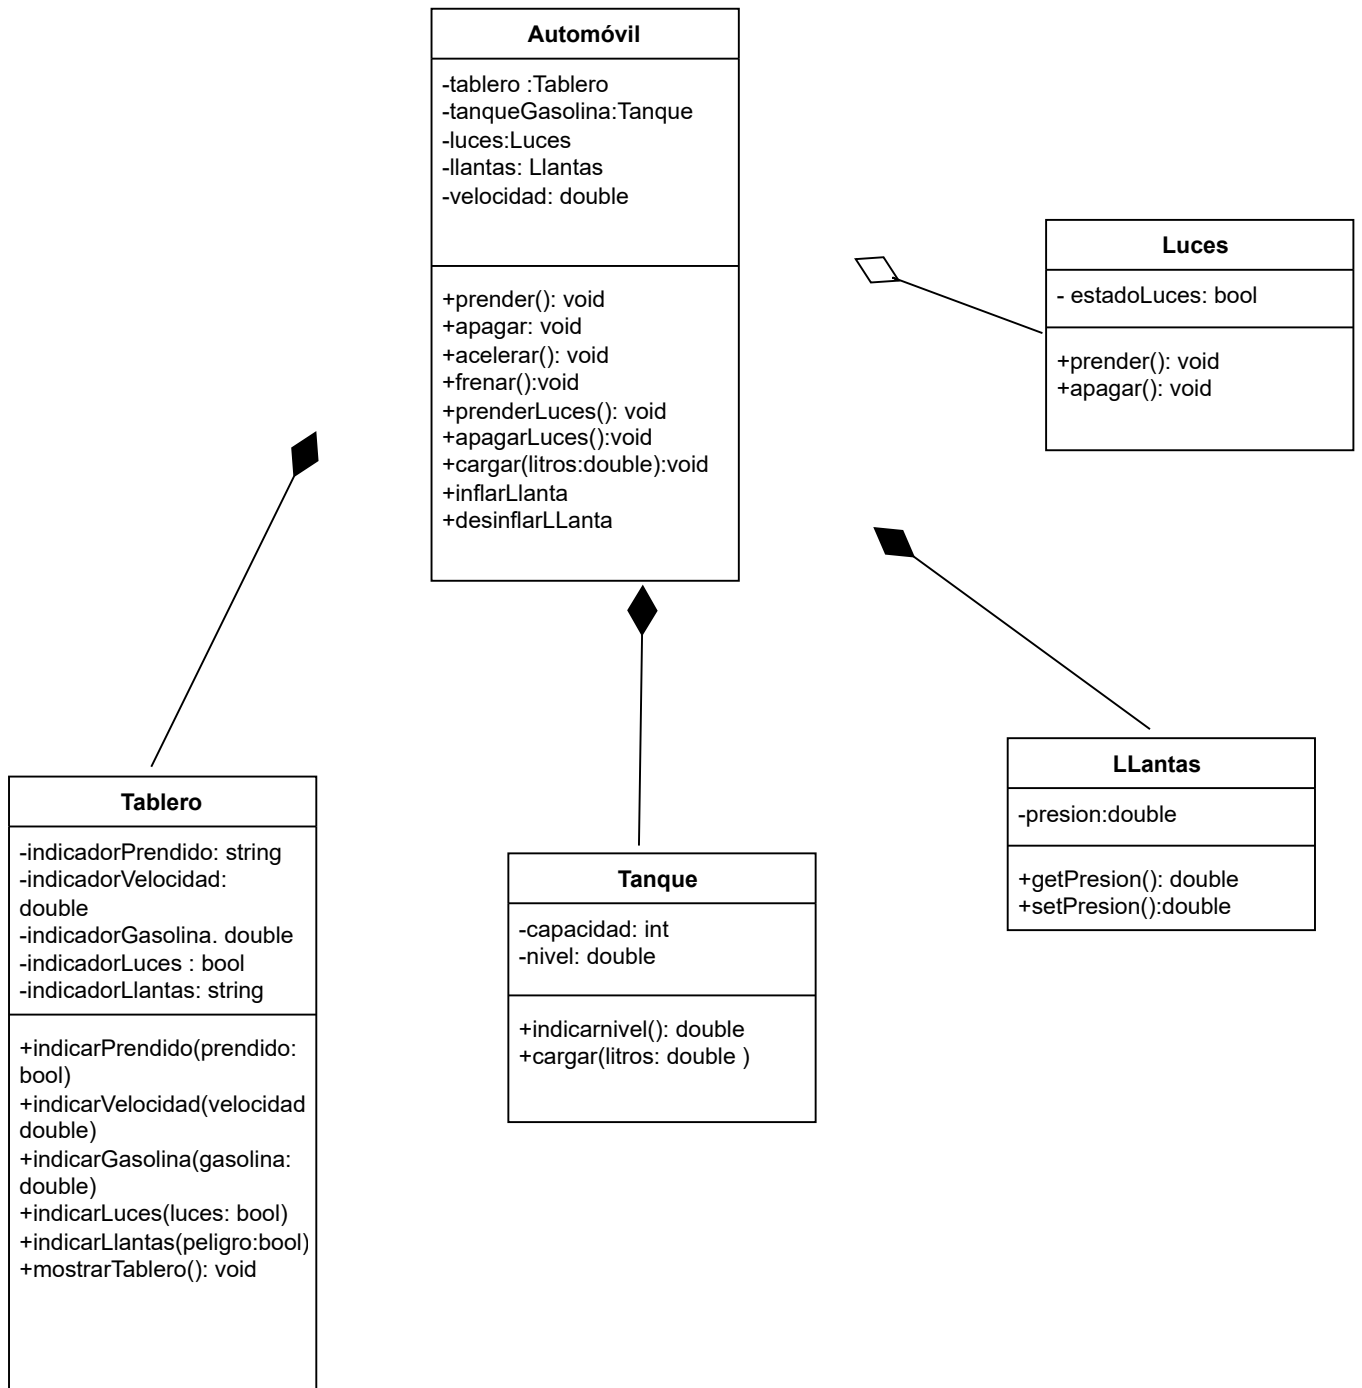 Automóvil
-tablero :Tablero
-tanqueGasolina:Tanque
-luces:Luces
-llantas: Llantas
-velocidad: double
+prender(): void
+apagar: void
+acelerar(): void
+frenar():void
+prenderLuces(): void
+apagarLuces():void
+cargar(litros:double):void
+inflarLlanta
+desinflarLLanta
Luces
- estadoLuces: bool
+prender(): void
+apagar(): void
LLantas
-presion:double
+getPresion(): double
+setPresion():double
Tablero
-indicadorPrendido: string
-indicadorVelocidad:
double
-indicadorGasolina. double
-indicadorLuces : bool
-indicadorLlantas: string
+indicarPrendido(prendido:
bool)
+indicarVelocidad(velocidad
double)
+indicarGasolina(gasolina:
double)
+indicarLuces(luces: bool)
+indicarLlantas(peligro:bool)
+mostrarTablero(): void
Tanque
-capacidad: int
-nivel: double
+indicarnivel(): double
+cargar(litros: double )